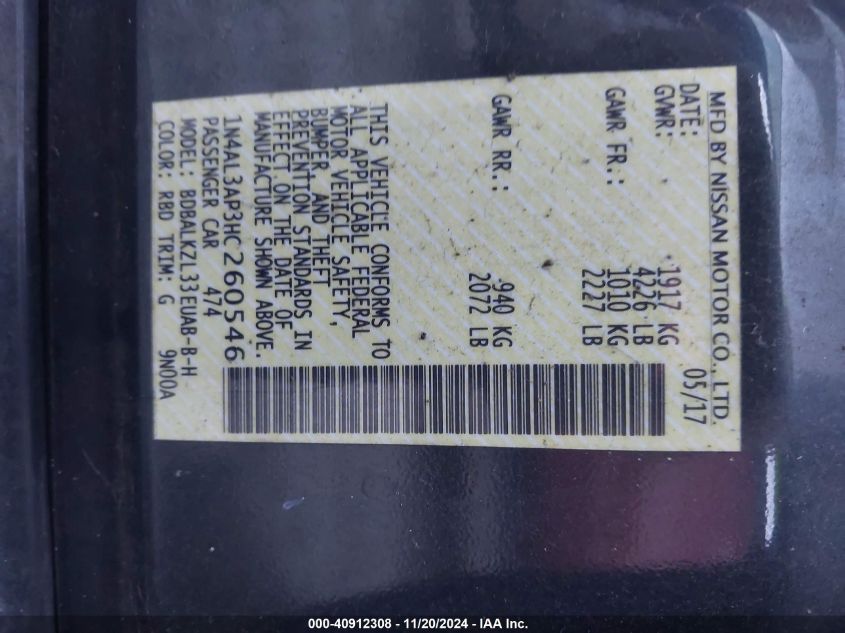 MFD BY NISSAN MOTOR CO., LTD.
DATE: 05/17
GVWR: 1917 KG
4226 LB
GAWR FR.: 1010 KG
2227 LB
GAWR RR.: 940 KG
2072 LB
THIS VEHICLE CONFORMS TO
ALL APPLICABLE FEDERAL
MOTOR VEHICLE SAFETY,
BUMPER, AND THEFT
PREVENTION STANDARDS IN
EFFECT ON THE DATE OF
MANUFACTURE SHOWN ABOVE.
1N4AL3AP3HC260546
PASSENGER CAR 474
MODEL: BDBALKZL33EUAB-B-H
COLOR: RBD TRIM: G 9N00A
000-40912308 - 11/20/2024 - IAA Inc.